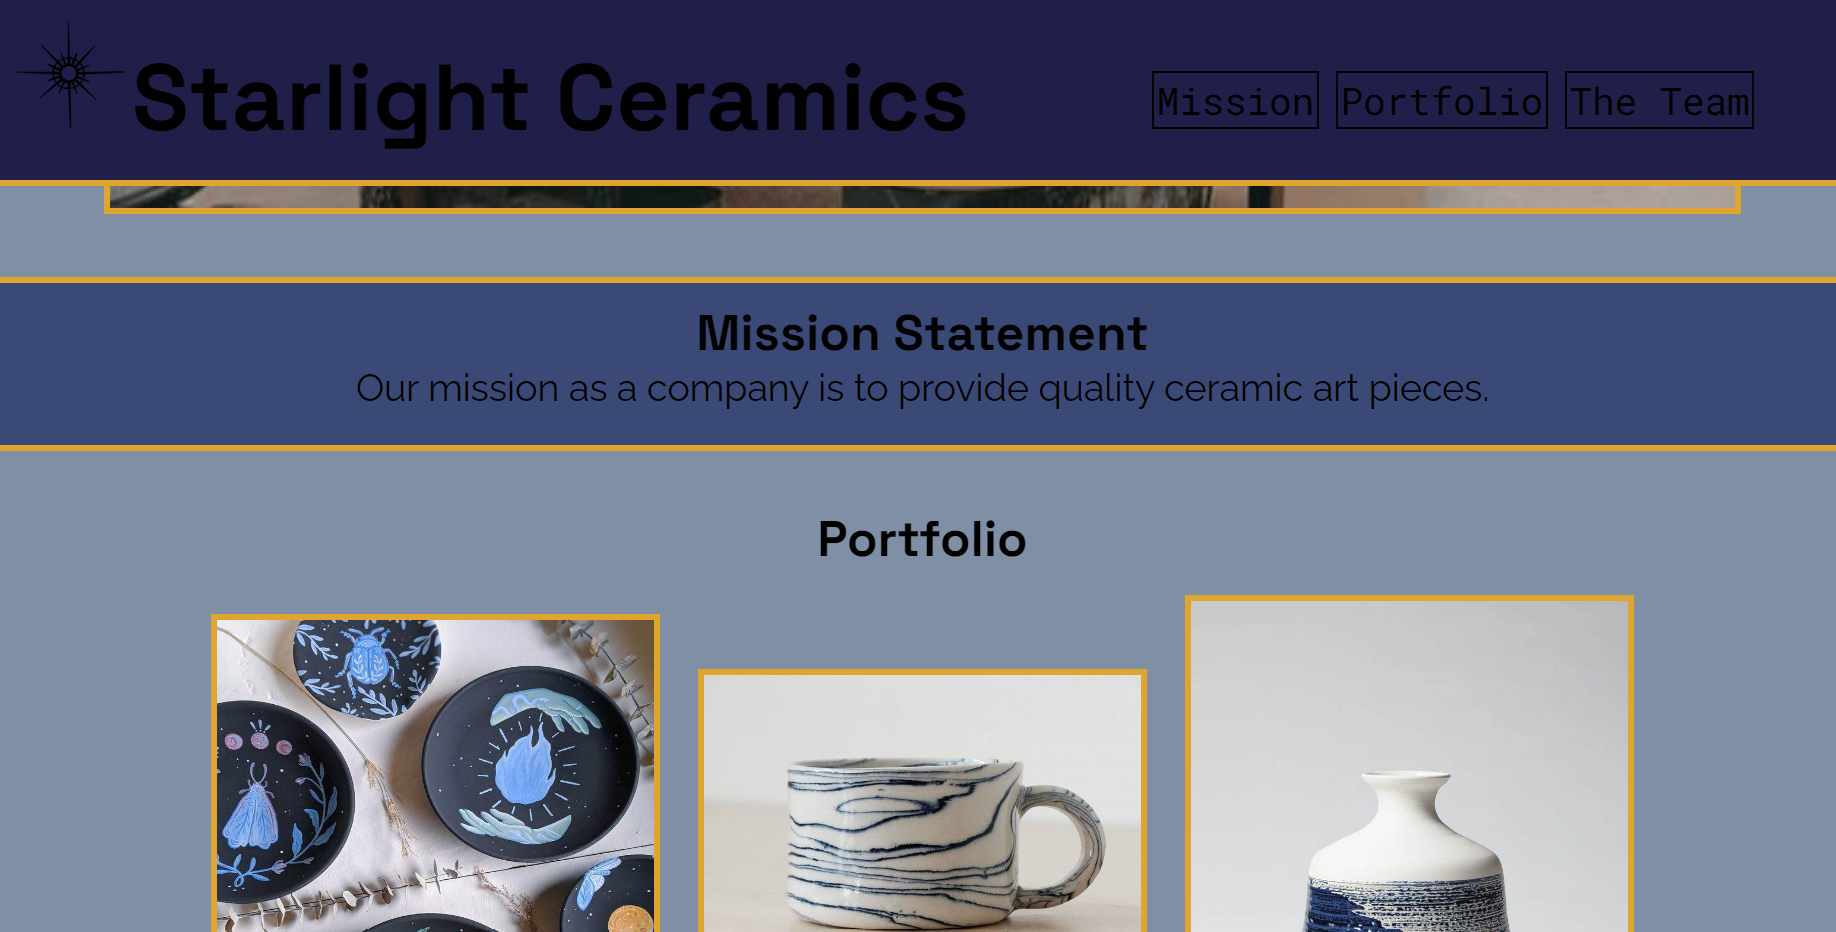 Starlight Ceramics
Mission Portfolio The Team
Mission Statement
Our mission as a company is to provide quality ceramic art pieces.
Portfolio